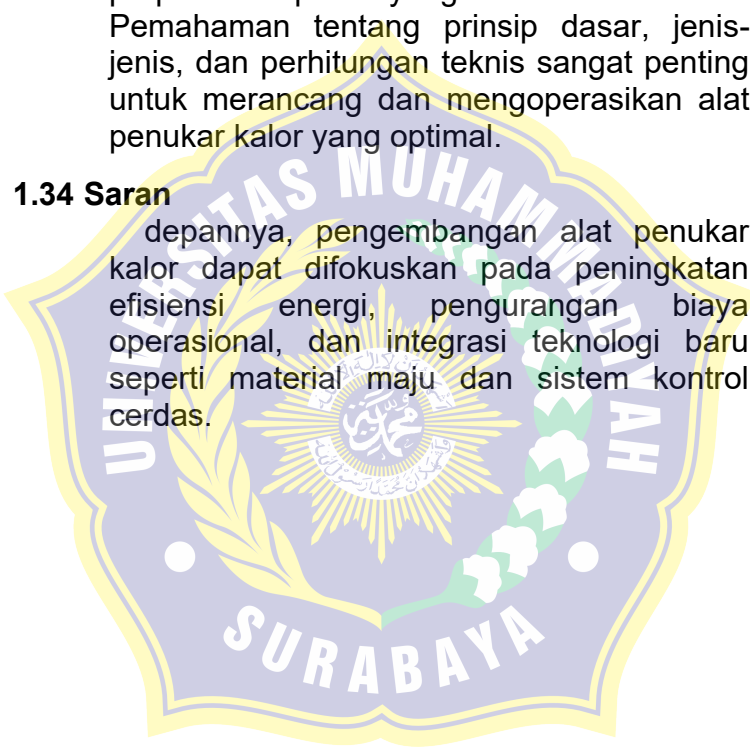 Pemahaman tentang prinsip dasar, jenis-
jenis, dan perhitungan teknis sangat penting
untuk merancang dan mengoperasikan alat
penukar kalor yang optimal.
1.34 Saran
depannya, pengembangan alat penukar
kalor dapat difokuskan pada peningkatan
efisiensi energi, pengurangan biaya
operasional, dan integrasi teknologi baru
seperti material maju dan sistem kontrol
cerdas.
UNIVERSITAS MUHAMMADIYAH
SURABAYA